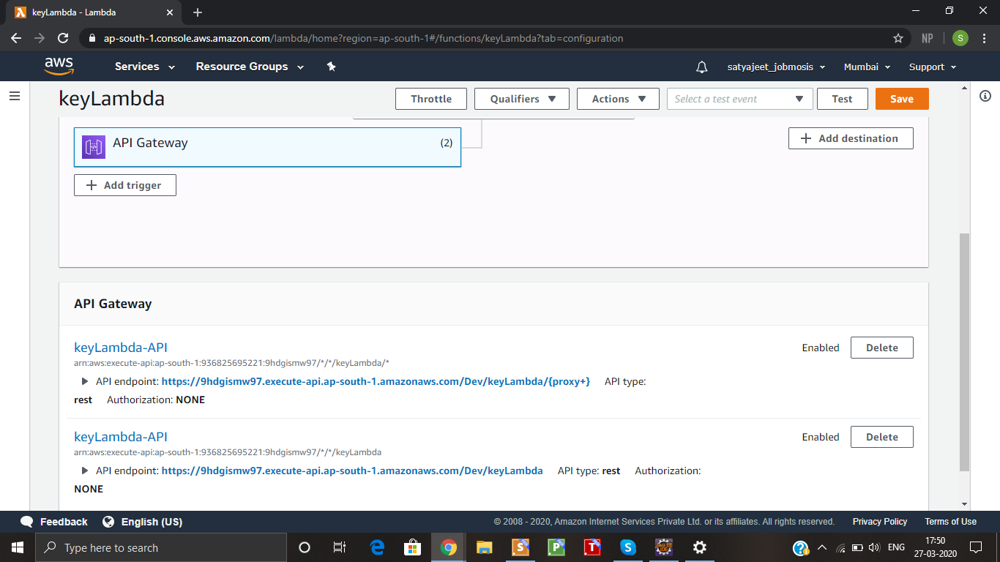 keyLambda - Lambda
ap-south-1.console.aws.amazon.com/lambda/home?region=ap-south-1#/functions/keyLambda?tab=configuration
NP
S
aws
Services
Resource Groups
satyajeet_jobmosis
Mumbai
Support
keyLambda
Throttle
Qualifiers
Actions
Select a test event
Test
Save
API Gateway
(2)
Add destination
Add trigger
API Gateway
keyLambda-API
Enabled
Delete
arn:aws:execute-api:ap-south-1:936825695221:9hdgismw97/*/*/keyLambda/*
API endpoint: https://9hdgismw97.execute-api.ap-south-1.amazonaws.com/Dev/keyLambda/{proxy+} API type:
rest Authorization: NONE
keyLambda-API
Enabled
Delete
arn:aws:execute-api:ap-south-1:936825695221:9hdgismw97/*/*/keyLambda
API endpoint: https://9hdgismw97.execute-api.ap-south-1.amazonaws.com/Dev/keyLambda API type: rest Authorization:
NONE
Feedback
English (US)
© 2008 - 2020, Amazon Internet Services Private Ltd. or its affiliates. All rights reserved.
Privacy Policy
Terms of Use
Type here to search
S
P
T
ENG
17:50
27-03-2020